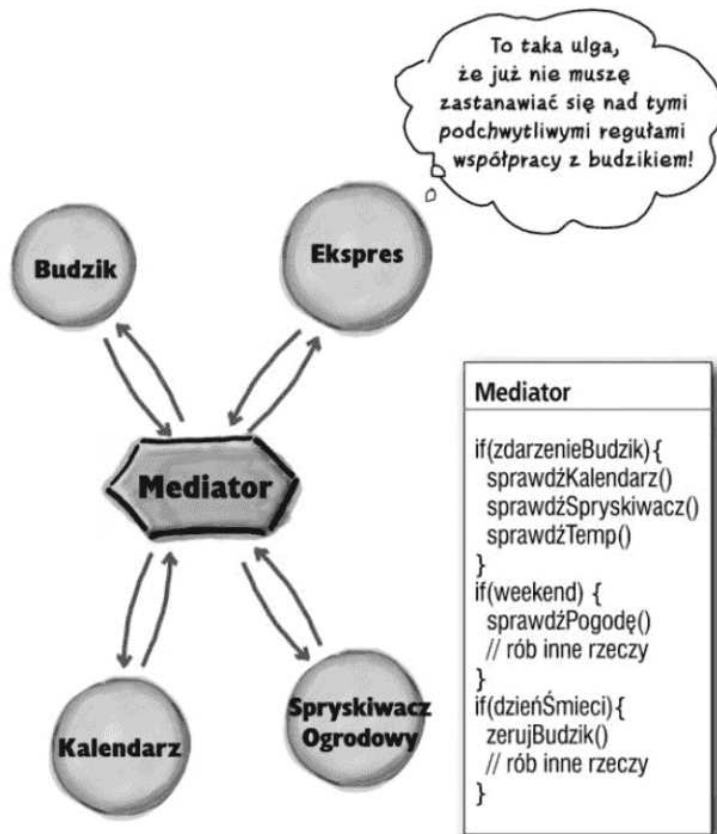 To taka ulga,
że już nie muszę
zastanawiać się nad tymi
podchwytliwymi regułami
współpracy z budzikiem!
Budzik
Ekspres
Mediator
Kalendarz
Spryskiwacz
Ogrodowy
Mediator
if(zdarzenieBudzik){
sprawdźKalendarz()
sprawdźSpryskiwacz()
sprawdźTemp()
}
if(weekend) {
sprawdźPogodę()
// rób inne rzeczy
}
if(dzieńŚmieci){
zerujBudzik()
// rób inne rzeczy
}